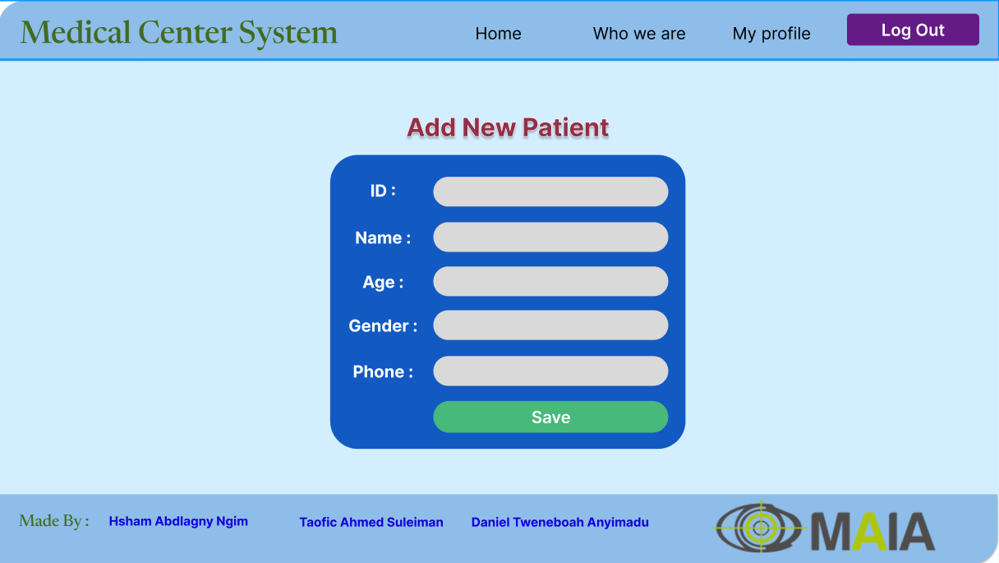 Medical Center System
Home
Who we are
My profile
Log Out
Add New Patient
ID :
Name :
Age :
Gender :
Phone :
Save
Made By :
Hsham Abdlagny Ngim
Taofic Ahmed Suleiman
Daniel Tweneboah Anyimadu
MAIA